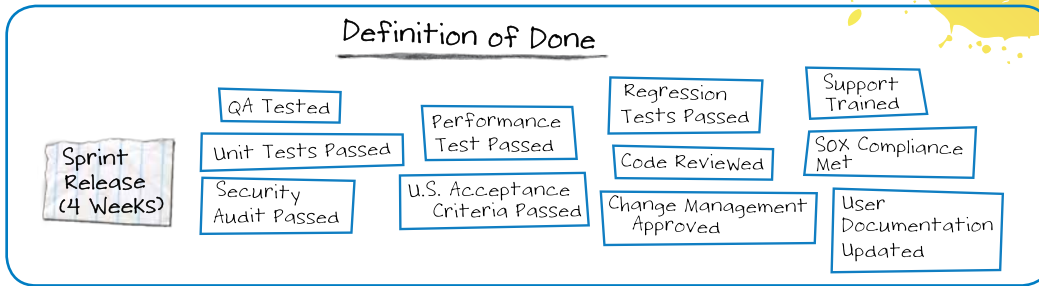 Definition of Done
Sprint
Release
(4 Weeks)
QA Tested
Unit Tests Passed
Security
Audit Passed
Performance
Test Passed
U.S. Acceptance
Criteria Passed
Regression
Tests Passed
Code Reviewed
Change Management
Approved
Support
Trained
SOX Compliance
Met
User
Documentation
Updated